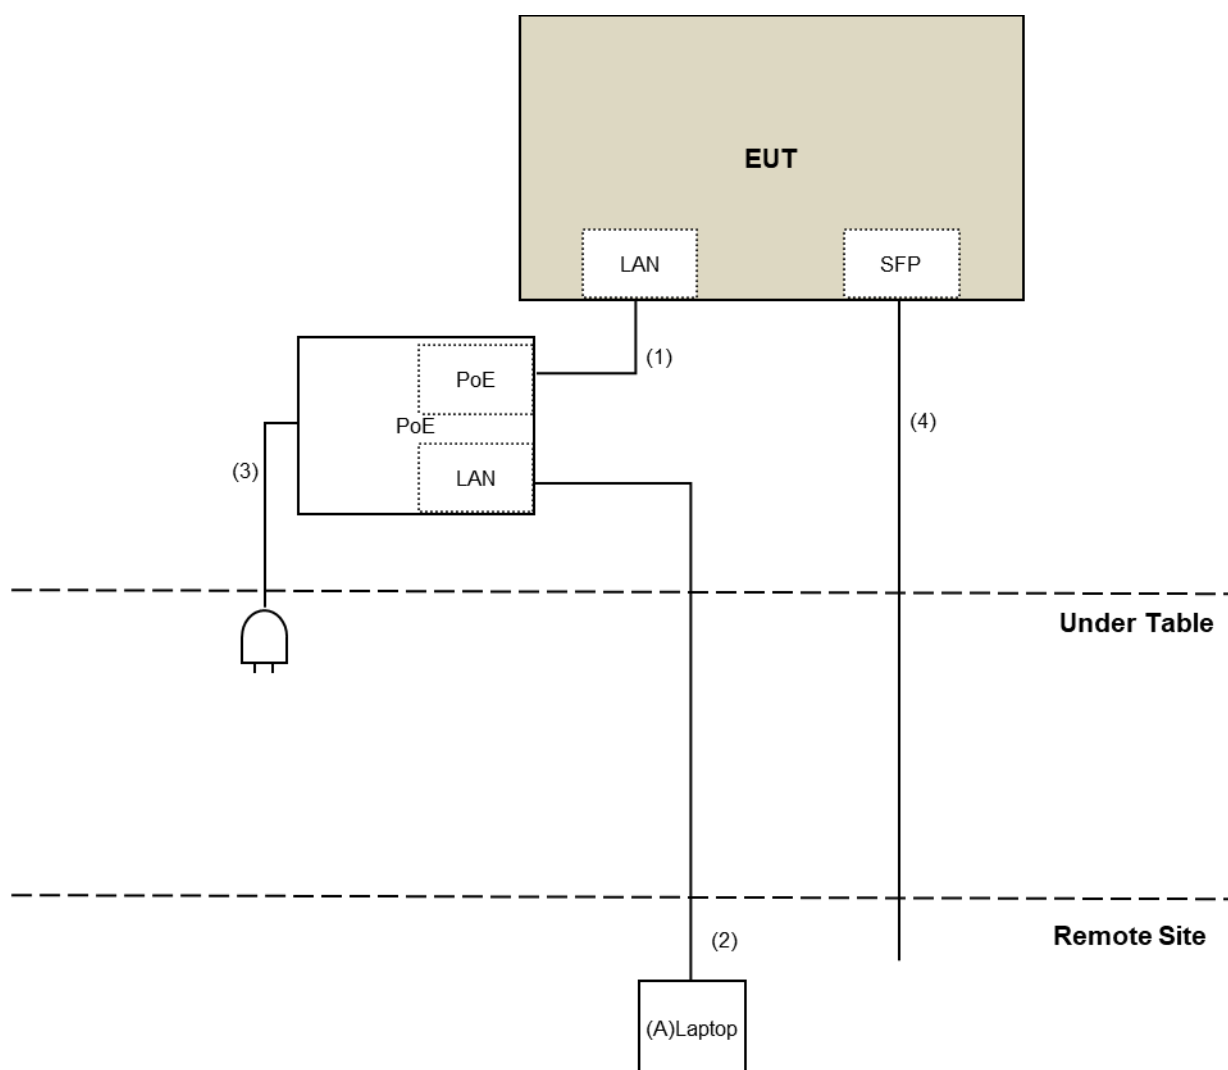 EUT
LAN
SFP
(1)
PoE
PoE
LAN
(3)
(4)
Under Table
Remote Site
(2)
(A)Laptop